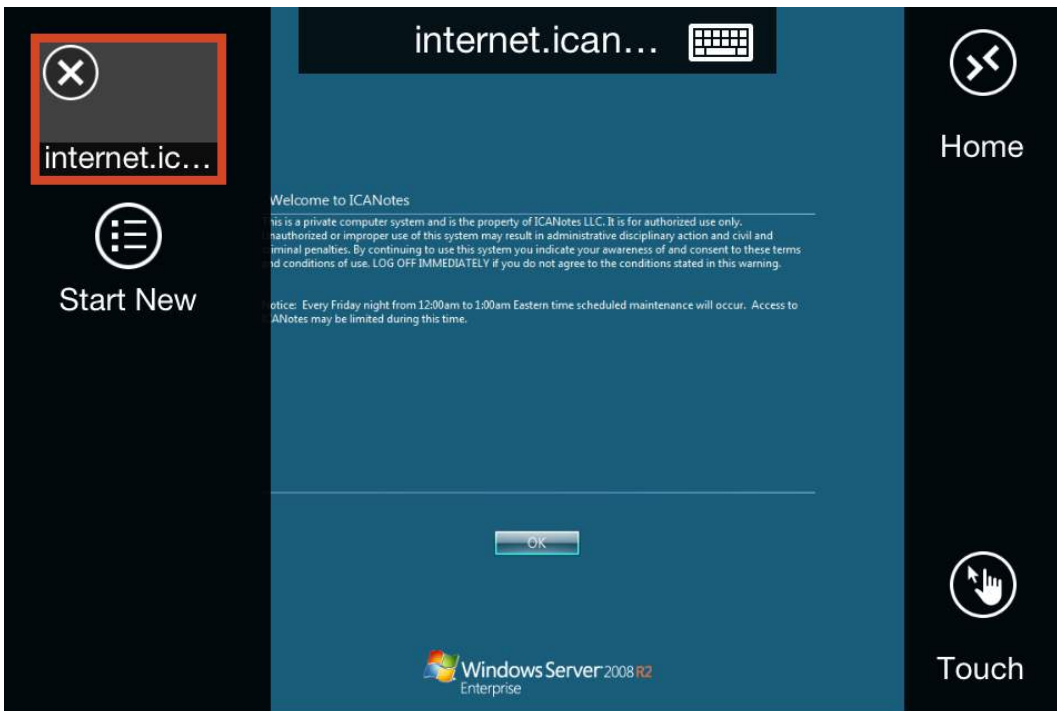 internet.ican...
internet.ic...
Start New
Home
Welcome to ICANotes
his is a private computer system and is the property of ICANotes LLC. It is for authorized use only.
nauthorized or improper use of this system may result in administrative disciplinary action and civil and
iminal penalties. By continuing to use this system you indicate your awareness of and consent to these terms
nd conditions of use. LOG OFF IMMEDIATELY if you do not agree to the conditions stated in this warning.
otice: Every Friday night from 12:00am to 1:00am Eastern time scheduled maintenance will occur. Access to
ANotes may be limited during this time.
OK
Windows Server 2008 R2
Enterprise
Touch